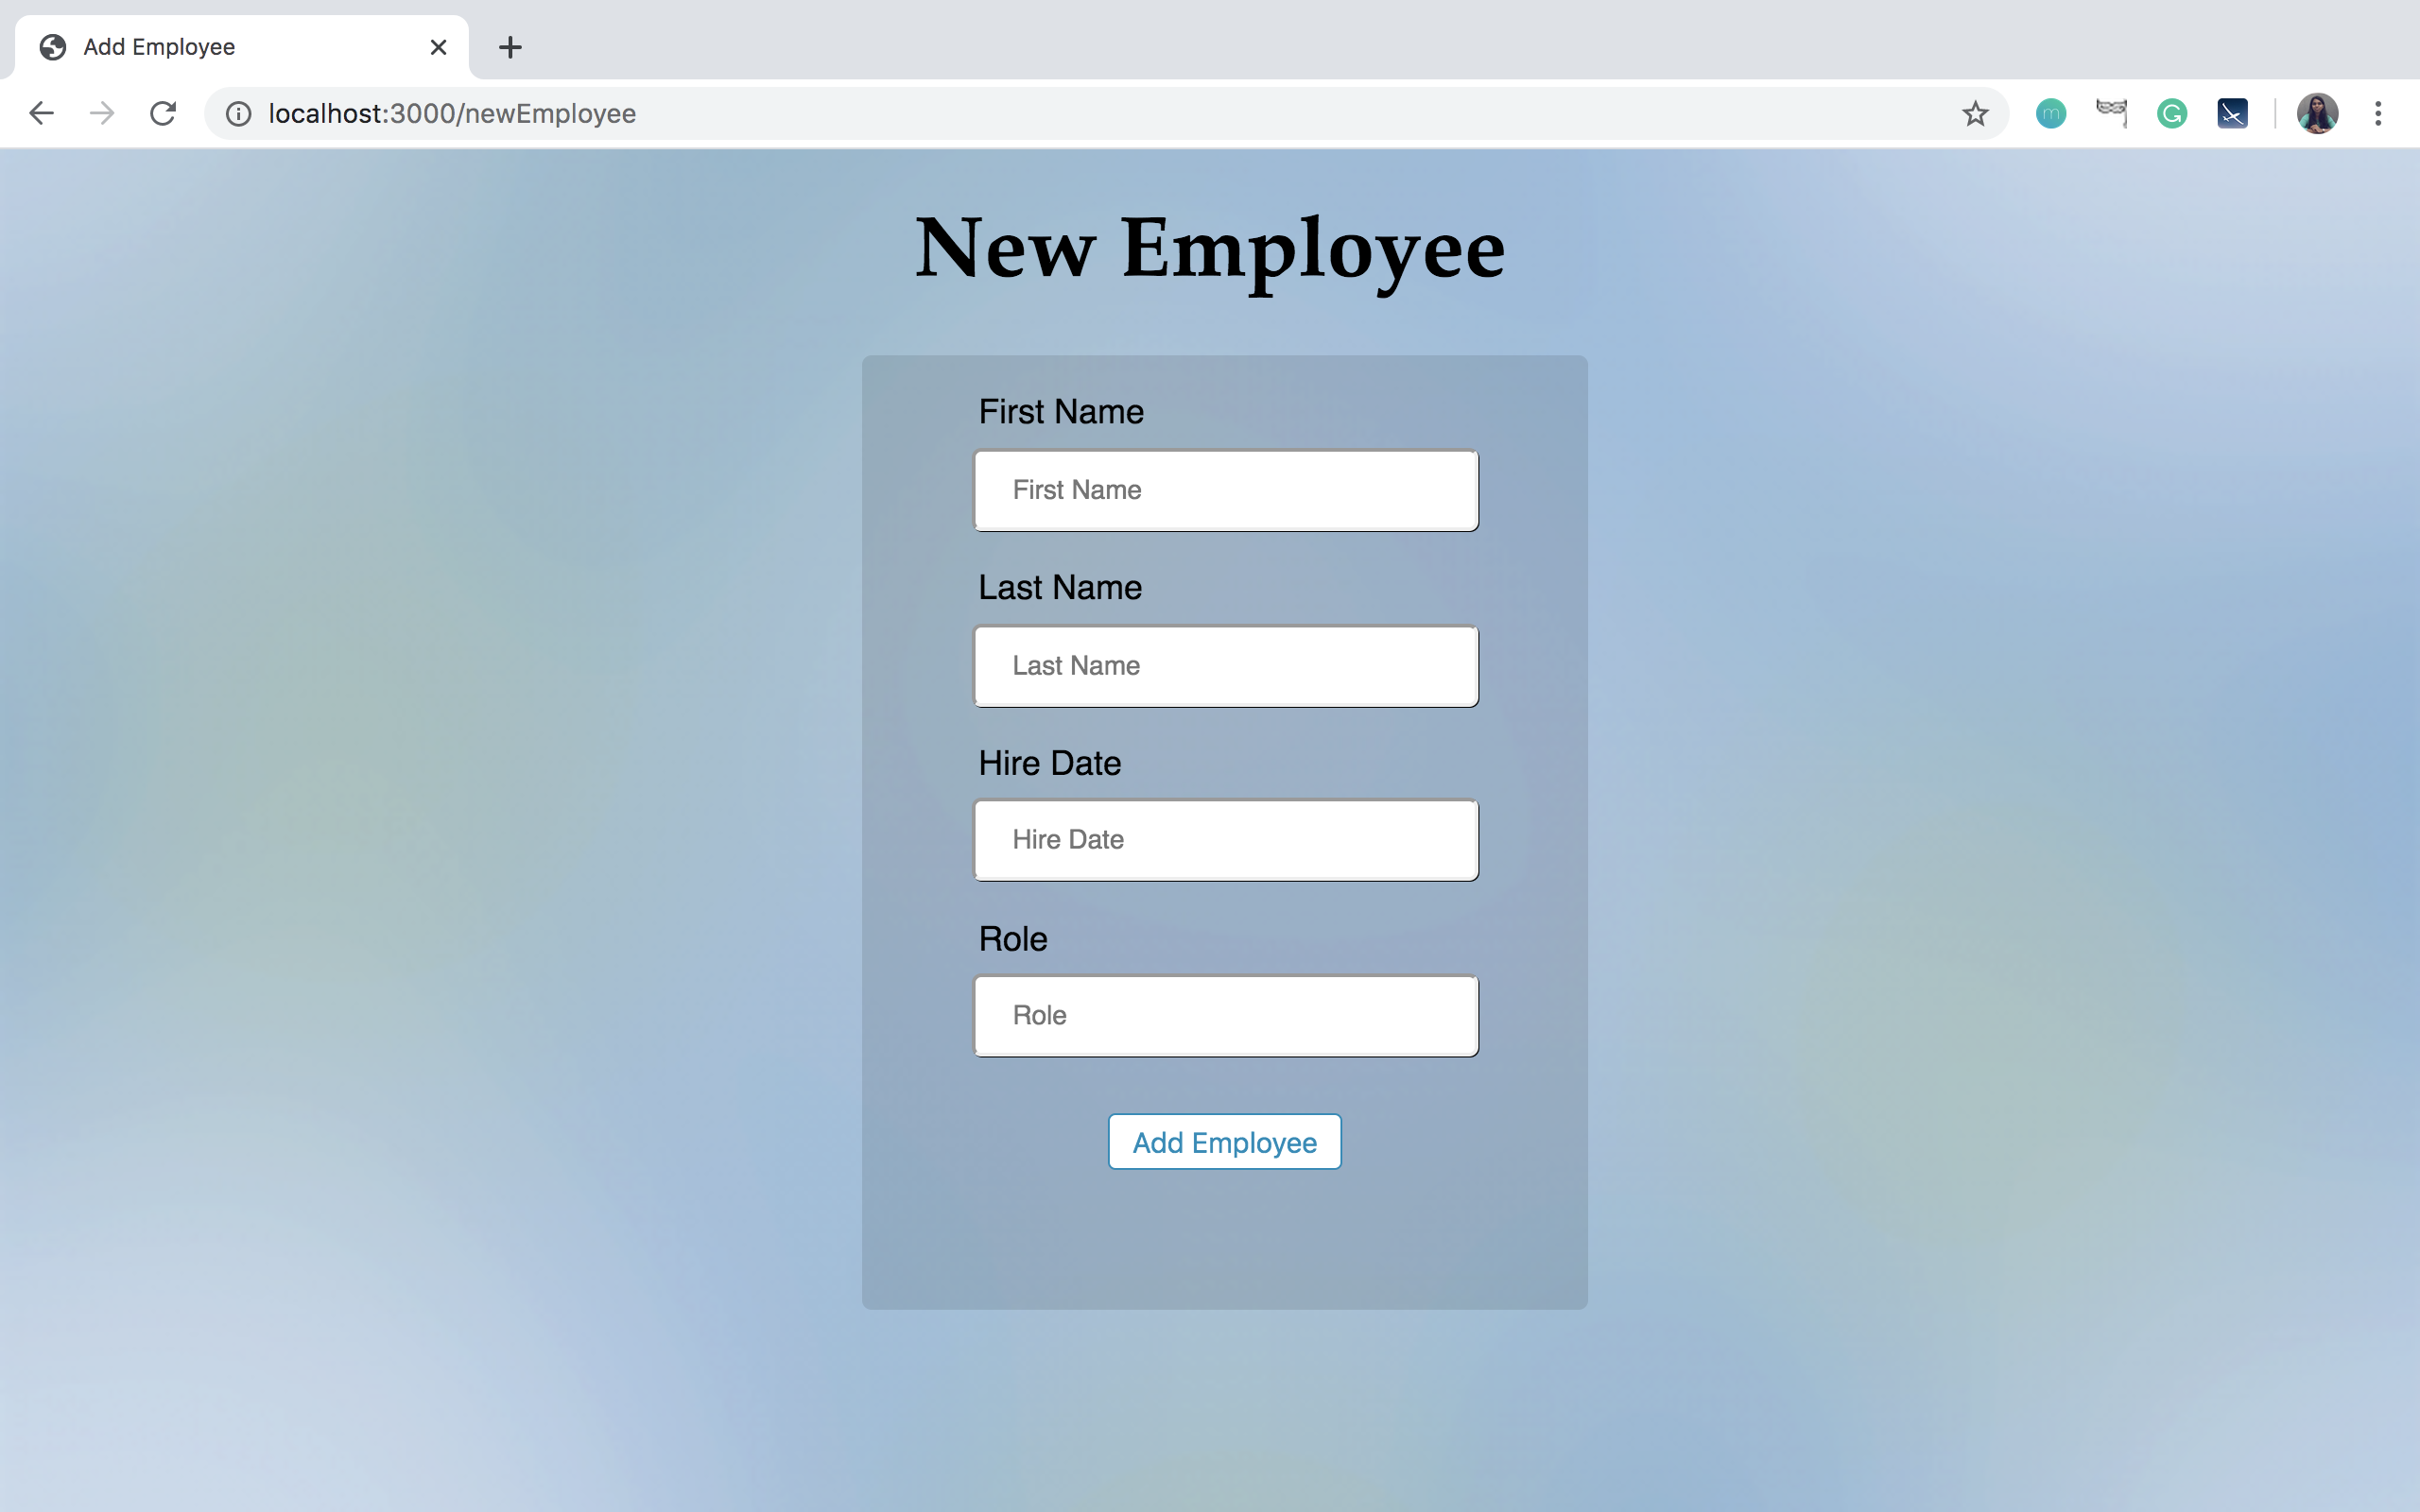 Add Employee
localhost:3000/newEmployee
New Employee
First Name
First Name
Last Name
Last Name
Hire Date
Hire Date
Role
Role
Add Employee